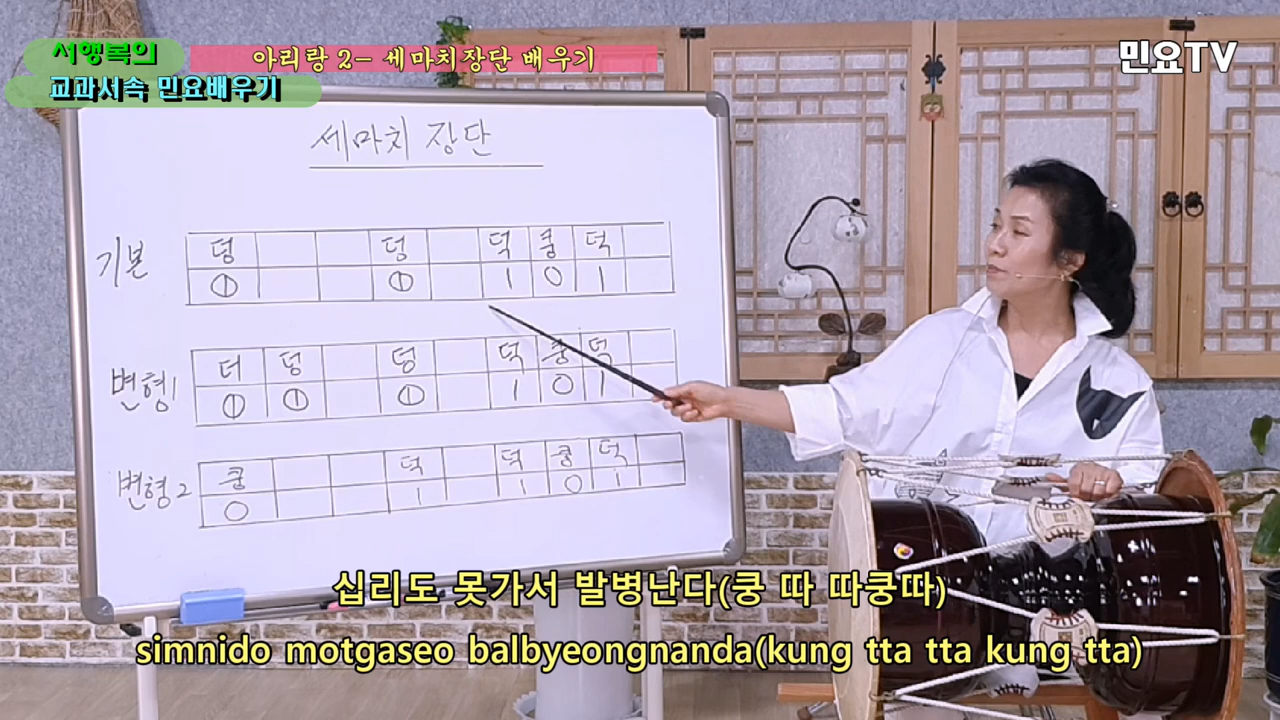 서행복의
교과서속 민요배우기
아리랑 2- 세마치장단 배우기
민요TV
세마치 장단
기본
덩 덩 덕 쿵 덕
변형1
더 덩 덩 덕 쿵 덕
변형2
쿵 덕 덕 쿵 덕
십리도 못가서 발병난다(쿵 따 따쿵따)
simnido motgaseo balbyeongnanda(kung tta tta kung tta)